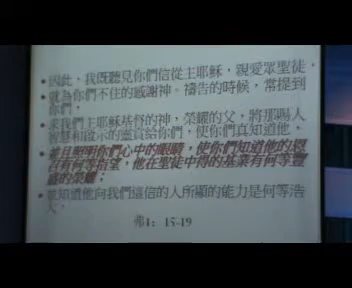 • 因此，我既聽見你們信從主耶穌，親愛眾聖徒，
• 就為你們不住的感謝神。禱告的時候，常提到
你們，
• 求我們主耶穌基督的神，榮耀的父，將那賜人
智慧和啟示的靈賞給你們，使你們真知道他，
• 並且照明你們心中的眼睛，使你們知道他的恩
召有何等指望，他在聖徒中得的基業有何等豐
盛的榮耀；
• 並知道他向我們這信的人所顯的能力是何等浩
大，
弗1：15-19